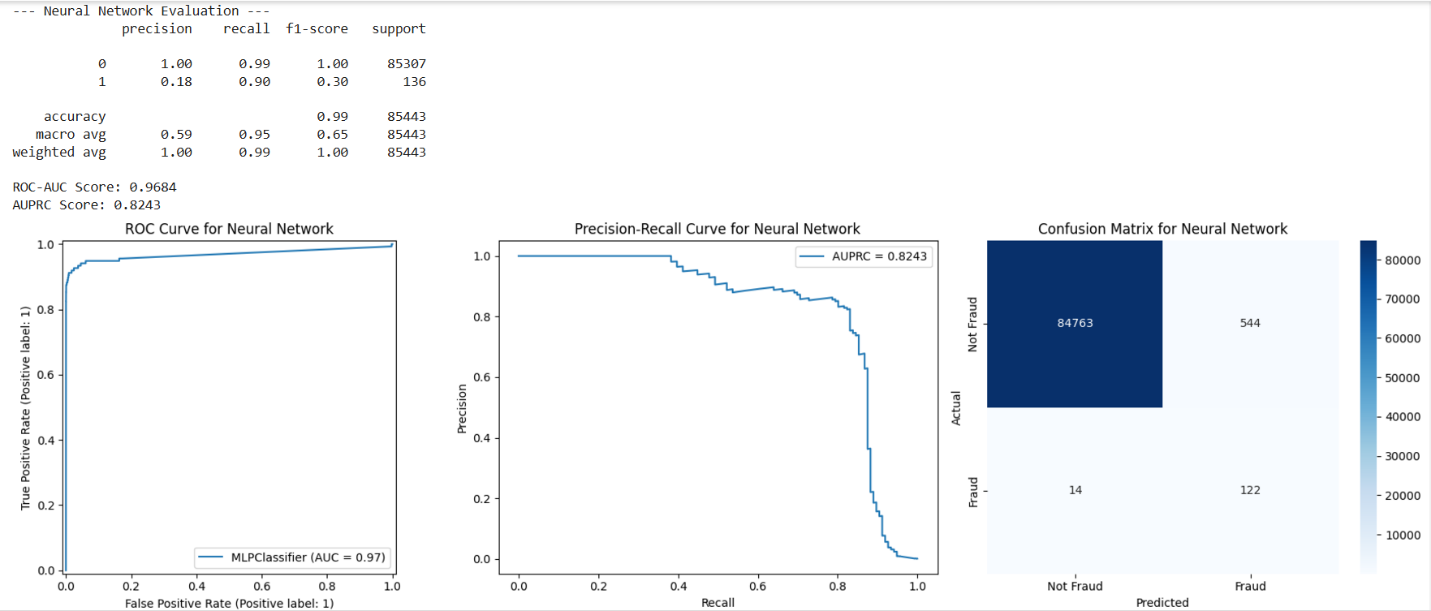 --- Neural Network Evaluation ---
precision recall f1-score support
0 1.00 0.99 1.00 85307
1 0.18 0.90 0.30 136
accuracy 0.99 85443
macro avg 0.59 0.95 0.65 85443
weighted avg 1.00 0.99 1.00 85443
ROC-AUC Score: 0.9684
AUPRC Score: 0.8243
ROC Curve for Neural Network
True Positive Rate (Positive label: 1)
1.0
0.8
0.6
0.4
0.2
0.0
MLPClassifier (AUC = 0.97)
0.0 0.2 0.4 0.6 0.8 1.0
False Positive Rate (Positive label: 1)
Precision-Recall Curve for Neural Network
AUPRC = 0.8243
Precision
1.0
0.8
0.6
0.4
0.2
0.0
0.0 0.2 0.4 0.6 0.8 1.0
Recall
Confusion Matrix for Neural Network
Actual
Not Fraud
84763 544
Fraud
14 122
Not Fraud Fraud
Predicted
80000
70000
60000
50000
40000
30000
20000
10000